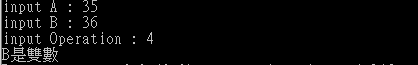 input A : 35
input B : 36
input Operation : 4
B是雙數